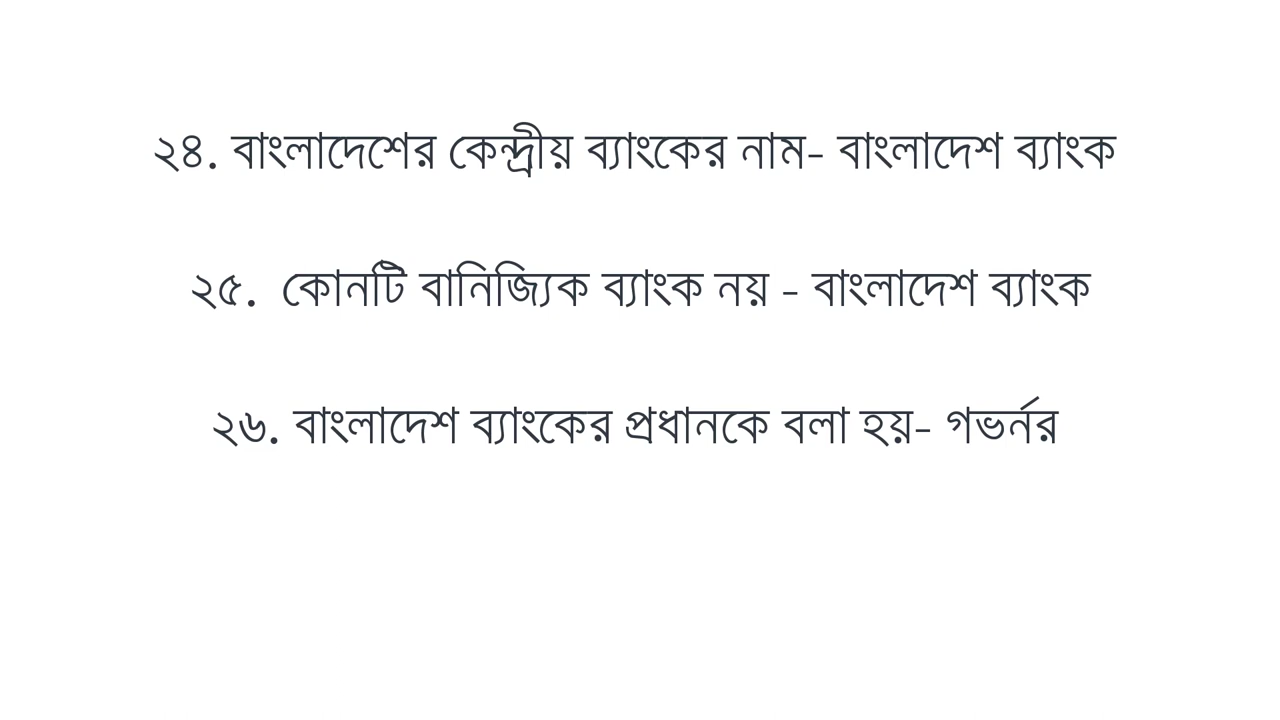 ২৪. বাংলাদেশের কেন্দ্রীয় ব্যাংকের নাম- বাংলাদেশ ব্যাংক
২৫. কোনটি বানিজ্যিক ব্যাংক নয় - বাংলাদেশ ব্যাংক
২৬. বাংলাদেশ ব্যাংকের প্রধানকে বলা হয়- গভর্নর